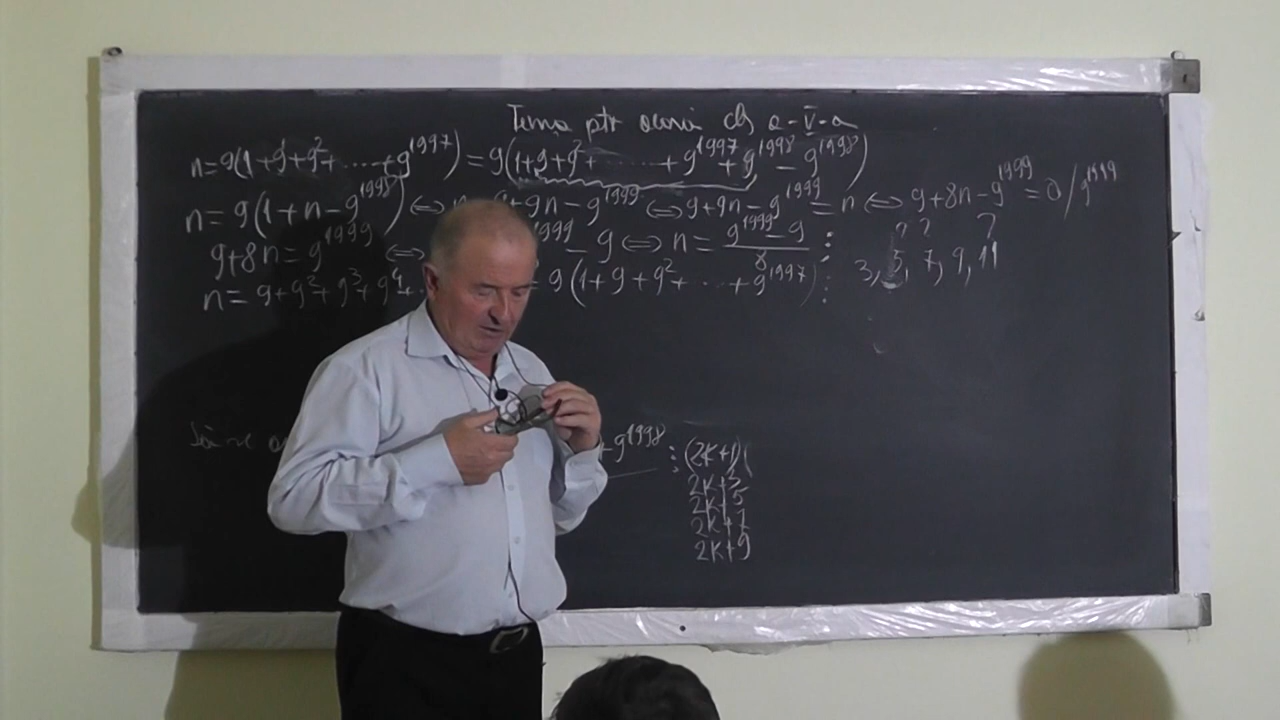 Tema ptr ocria cls a-V-a
n=9(1+9+9²+.....+9¹⁹⁹⁷)=9(1+9+9²+.....+9¹⁹⁹⁷+9¹⁹⁹⁸-9¹⁹⁹⁸)
n=9(1+n-9¹⁹⁹⁸)⇔ 9+9n-9¹⁹⁹⁹ ⇔ 9+9n-9¹⁹⁹⁹=n ⇔ 9+8n-9¹⁹⁹⁹=0/9¹⁹⁹⁹
9+8n=9¹⁹⁹⁹ ⇔ ¹⁹⁹⁹-9 ⇔ n= 9¹⁹⁹⁹-9 / 8 ⋮ ? ? ?
3, 5, 7, 9, 11
n=9+9²+9³+9⁴+ =9(1+9+9²+.....+9¹⁹⁹⁷) ⋮
+9¹⁹⁹⁸ ⋮ (2K+1)(
2K+3
2K+5
2K+7
2K+9